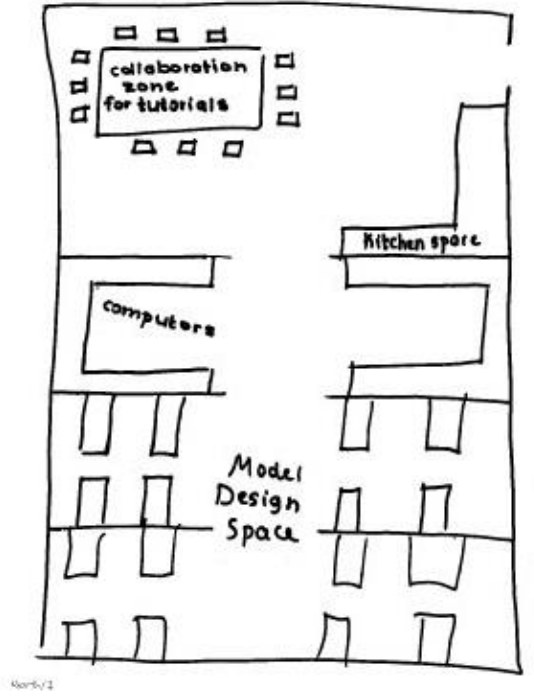 collaboration
zone
for tutorials
Kitchen space
computers
Model
Design
Space